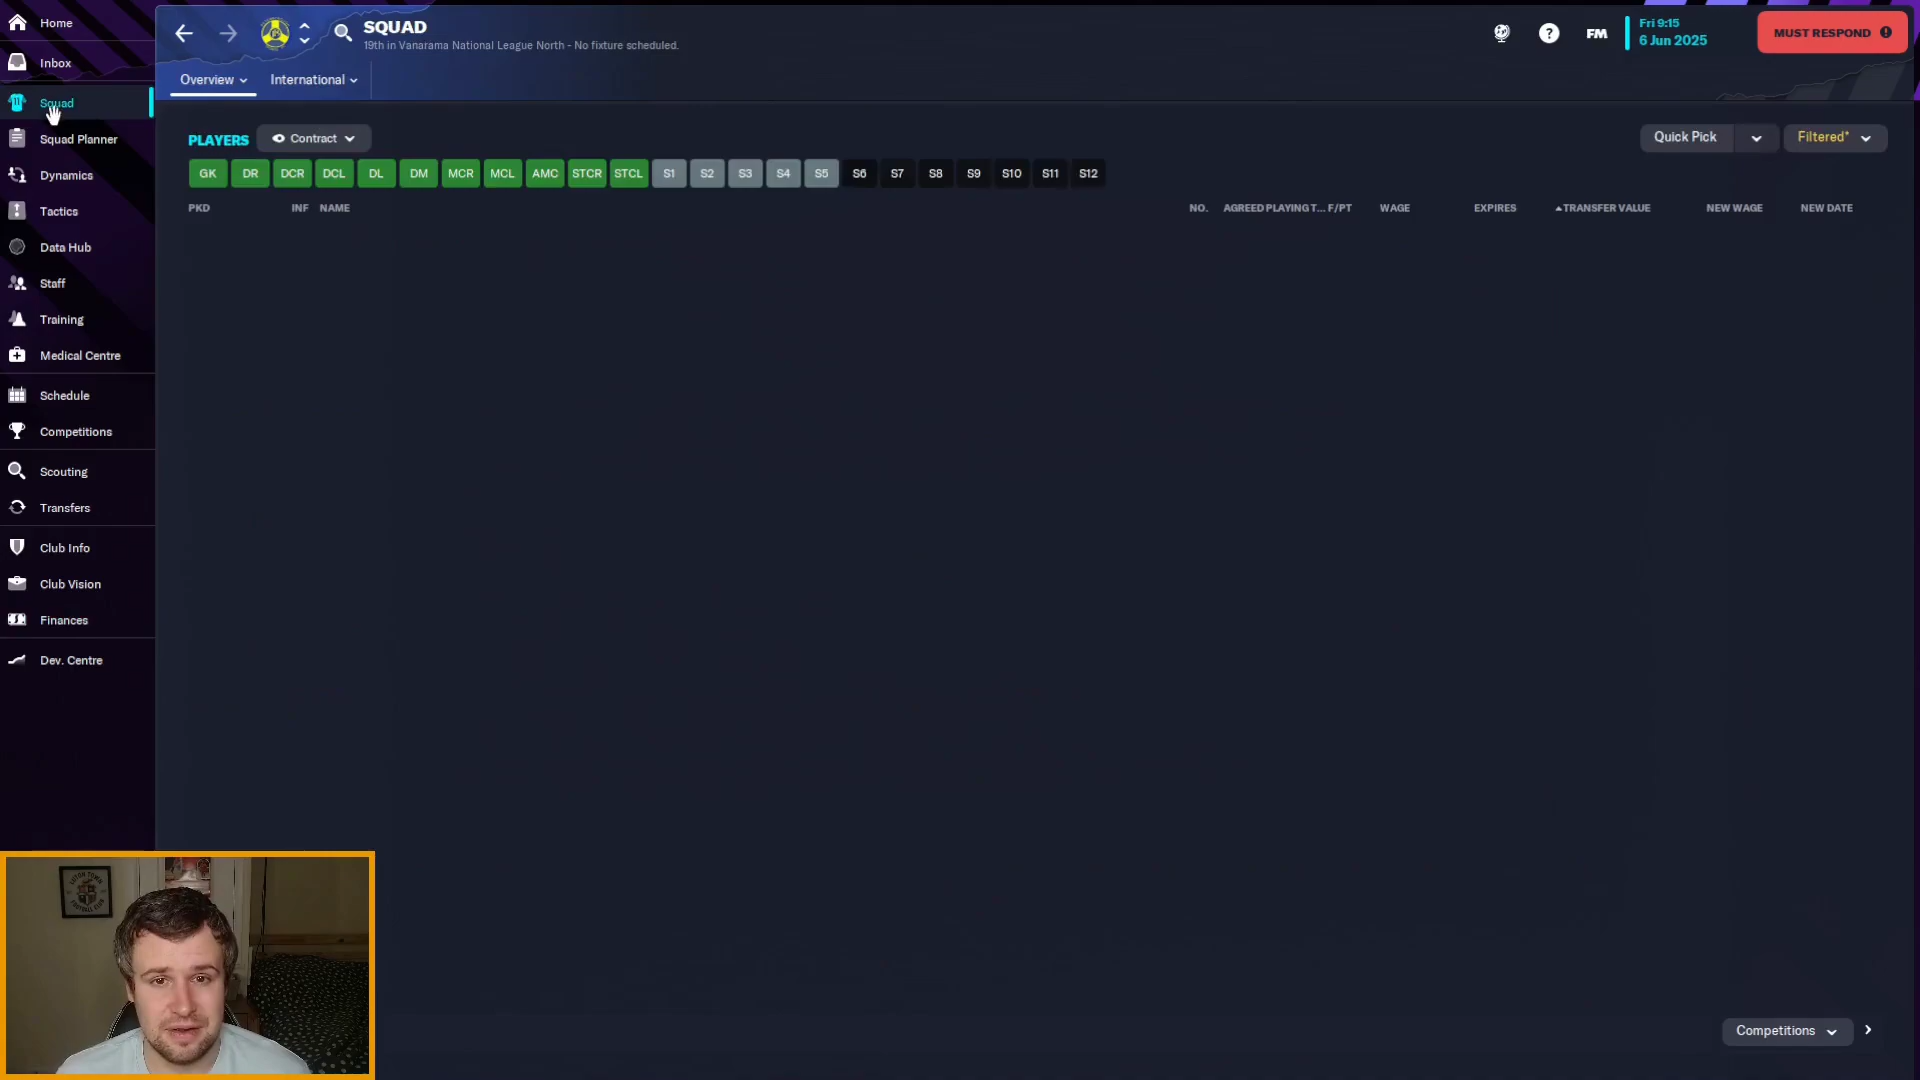 Home
Inbox
Squad
Squad Planner
Dynamics
Tactics
Data Hub
Staff
Training
Medical Centre
Schedule
Competitions
Scouting
Transfers
Club Info
Club Vision
Finances
Dev. Centre
SQUAD
19th in Vanarama National League North - No fixture scheduled.
FM
Fri 9:15
6 Jun 2025
MUST RESPOND
Overview
International
PLAYERS
Contract
Quick Pick
Filtered*
GK DR DCR DCL DL DM MCR MCL AMC STCR STCL S1 S2 S3 S4 S5 S6 S7 S8 S9 S10 S11 S12
PKD INF NAME NO. AGREED PLAYING T... F/PT WAGE EXPIRES TRANSFER VALUE NEW WAGE NEW DATE
Competitions